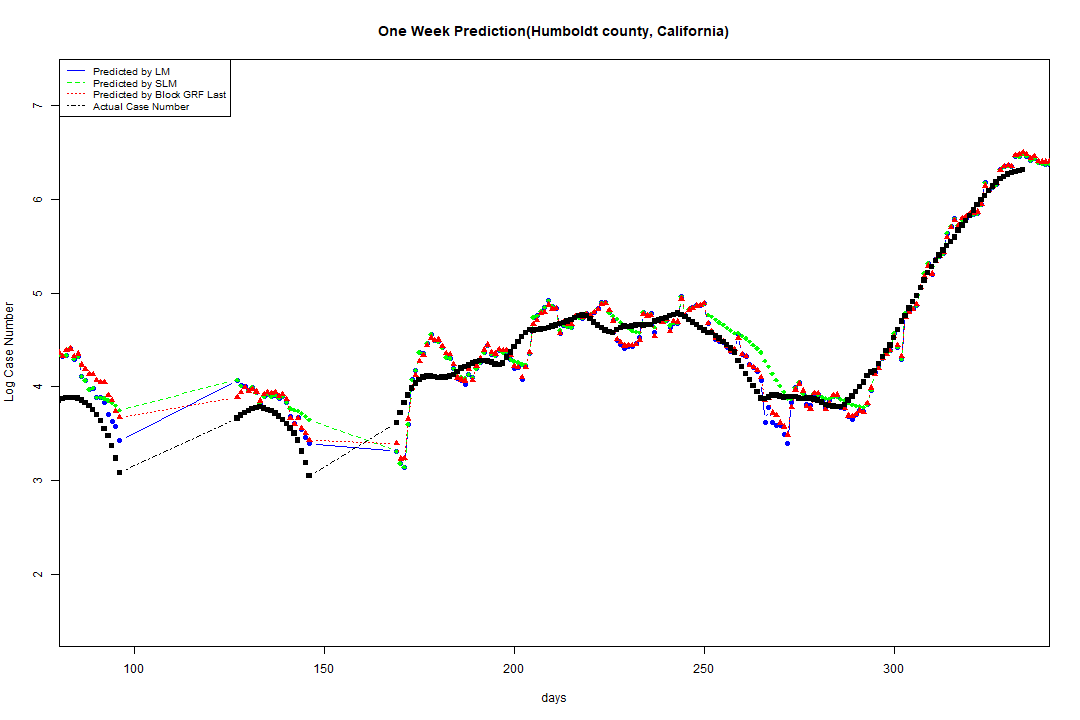 One Week Prediction(Humboldt county, California)
Predicted by LM
Predicted by SLM
Predicted by Block GRF Last
Actual Case Number
7
6
5
4
3
2
Log Case Number
100 150 200 250 300
days